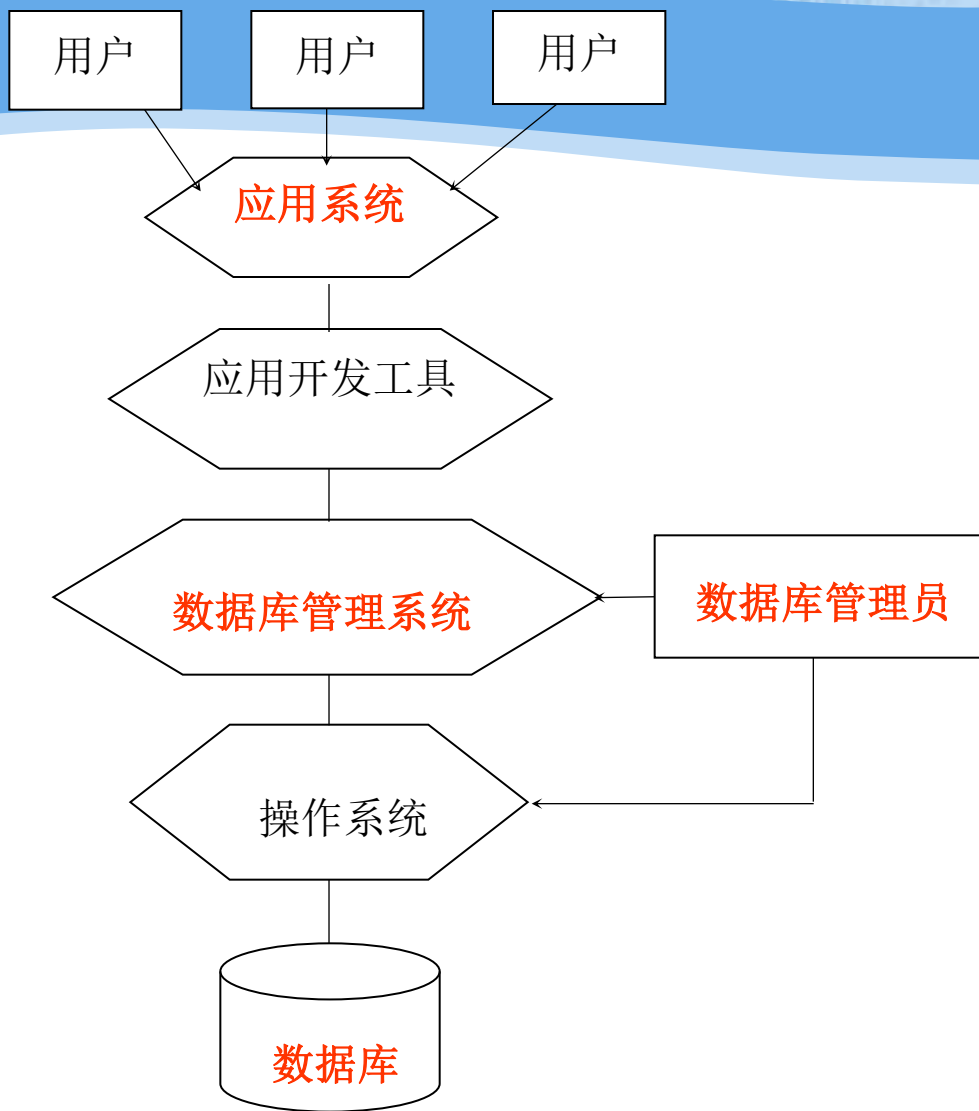 用户
用户
用户
应用系统
应用开发工具
数据库管理系统
数据库管理员
操作系统
数据库